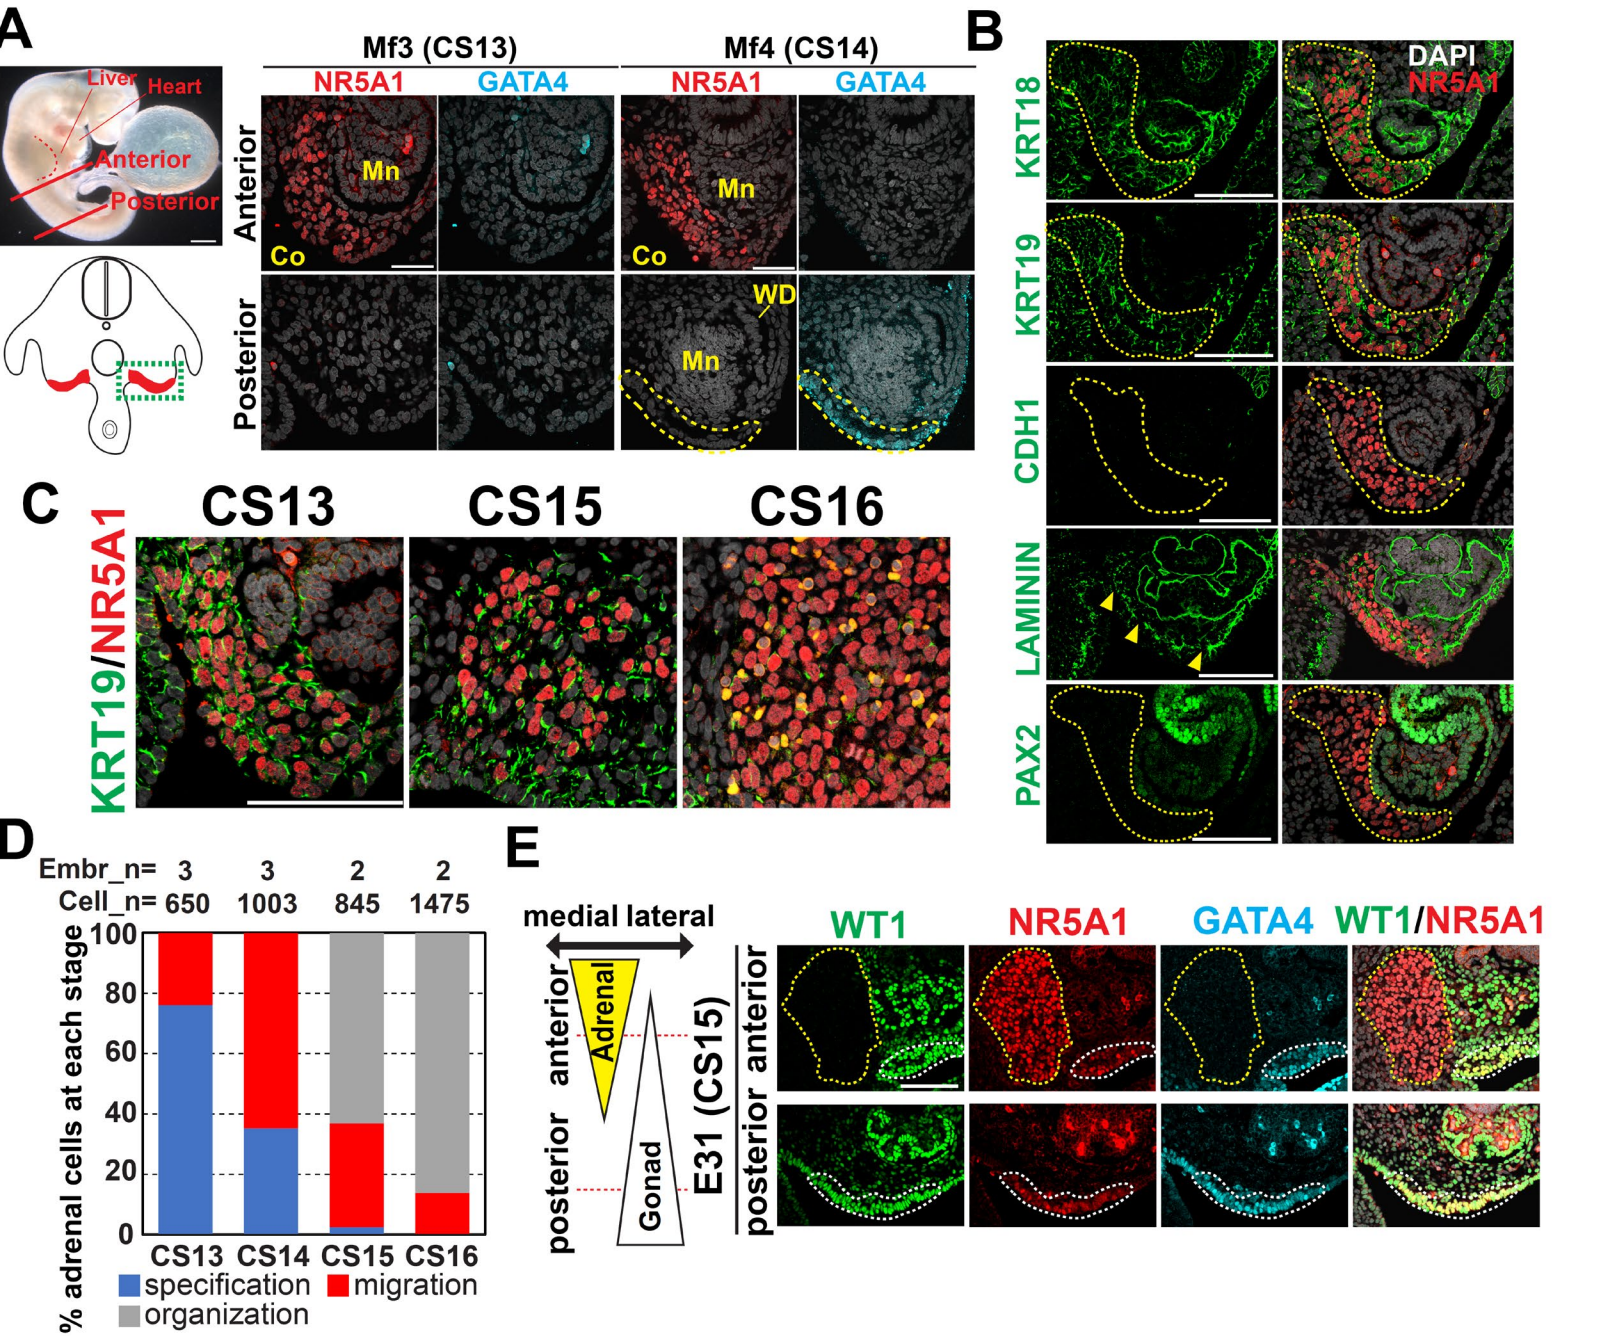 A
Mf3 (CS13)
Mf4 (CS14)
NR5A1
GATA4
NR5A1
GATA4
Liver
Heart
Anterior
Posterior
Anterior
Mn
Co
Mn
Co
Posterior
WD
Mn
B
DAPI
NR5A1
KRT18
KRT19
CDH1
LAMININ
PAX2
C
CS13
CS15
CS16
KRT19/NR5A1
D
Embr_n= 3 3 2 2
Cell_n= 650 1003 845 1475
% adrenal cells at each stage
100
80
60
40
20
0
CS13 CS14 CS15 CS16
specification
migration
organization
E
medial lateral
anterior
posterior
Adrenal
Gonad
E31 (CS15)
anterior
posterior
WT1
NR5A1
GATA4
WT1/NR5A1